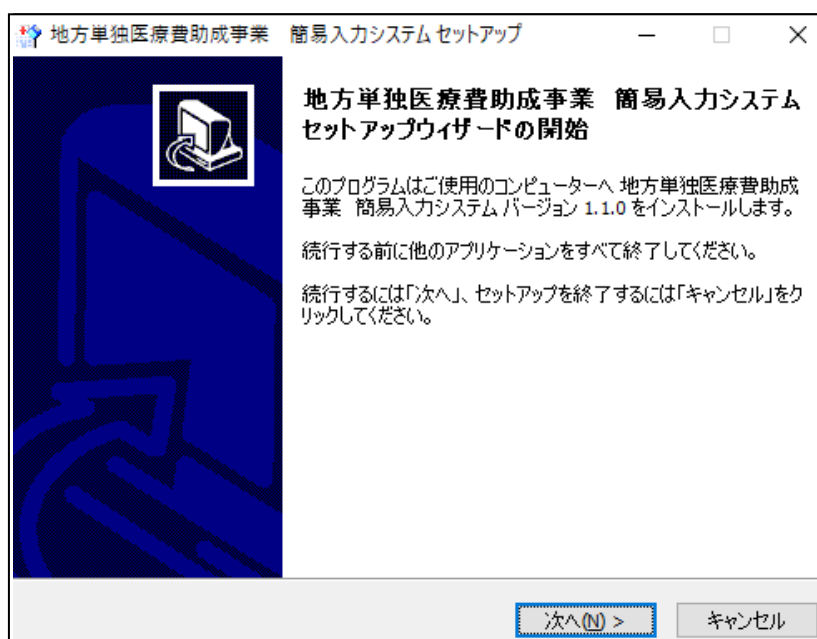 地方単独医療費助成事業　簡易入力システム セットアップ
地方単独医療費助成事業　簡易入力システム
セットアップウィザードの開始
このプログラムはご使用のコンピューターへ 地方単独医療費助成
事業　簡易入力システム バージョン 1.1.0 をインストールします。
続行する前に他のアプリケーションをすべて終了してください。
続行するには「次へ」、セットアップを終了するには「キャンセル」をク
リックしてください。
次へ(N) >
キャンセル